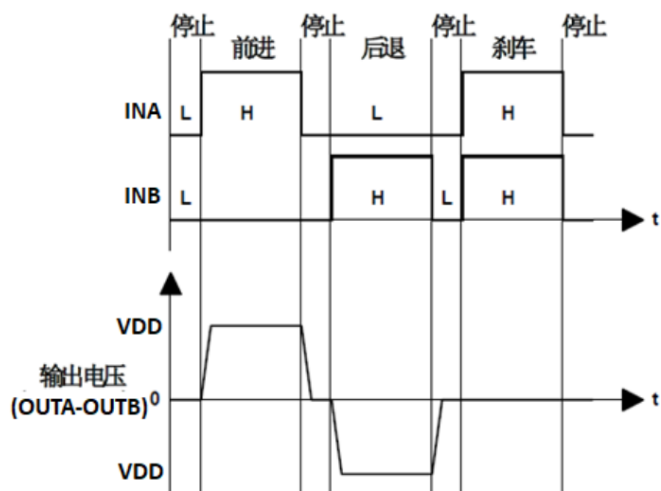 停止 前进 停止 后退 停止 刹车 停止
INA L H L H
INB L H L H
t
VDD
输出电压
(OUTA-OUTB) 0 t
VDD